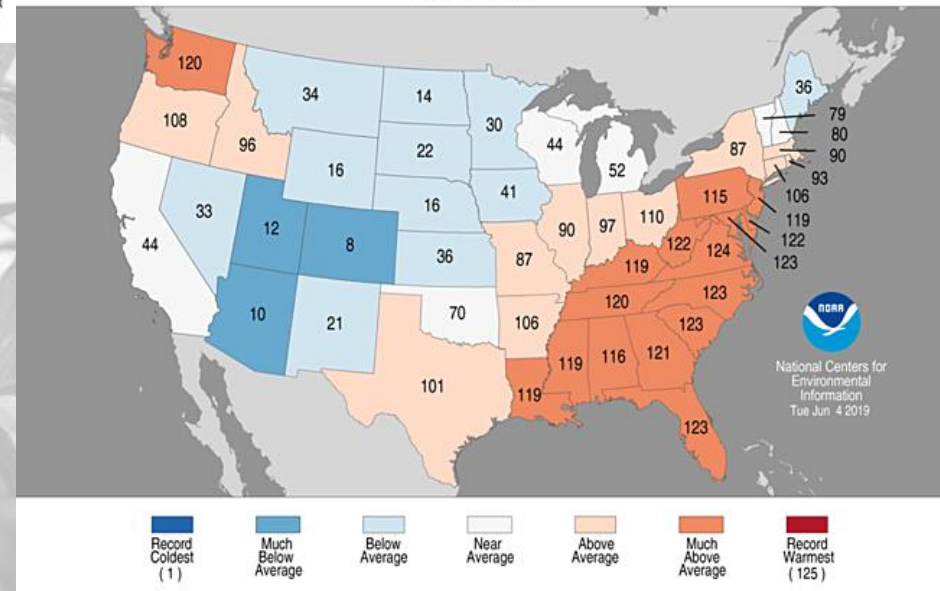 120
34
14
30
36
79
80
90
93
106
119
122
123
108
96
16
22
44
52
87
115
33
12
8
16
41
90
97
110
122
124
44
36
87
119
123
10
21
70
106
120
123
101
119
119
116
121
123
NOAA
National Centers for
Environmental
Information
Tue Jun 4 2019
Record
Coldest
( 1 )
Much
Below
Average
Below
Average
Near
Average
Above
Average
Much
Above
Average
Record
Warmest
( 125 )